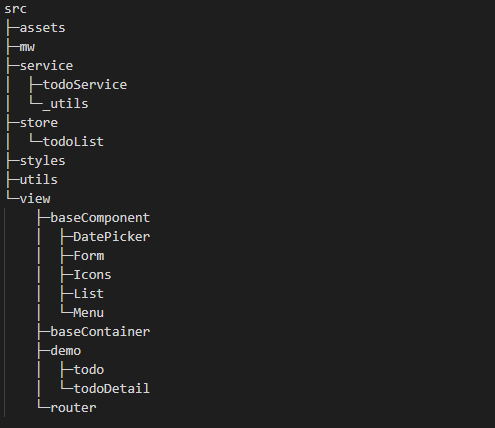 src
├─assets
├─mw
├─service
│  ├─todoService
│  └─_utils
├─store
│  └─todoList
├─styles
├─utils
└─view
    ├─baseComponent
    │  ├─DatePicker
    │  ├─Form
    │  ├─Icons
    │  ├─List
    │  └─Menu
    ├─baseContainer
    ├─demo
    │  ├─todo
    │  └─todoDetail
    └─router